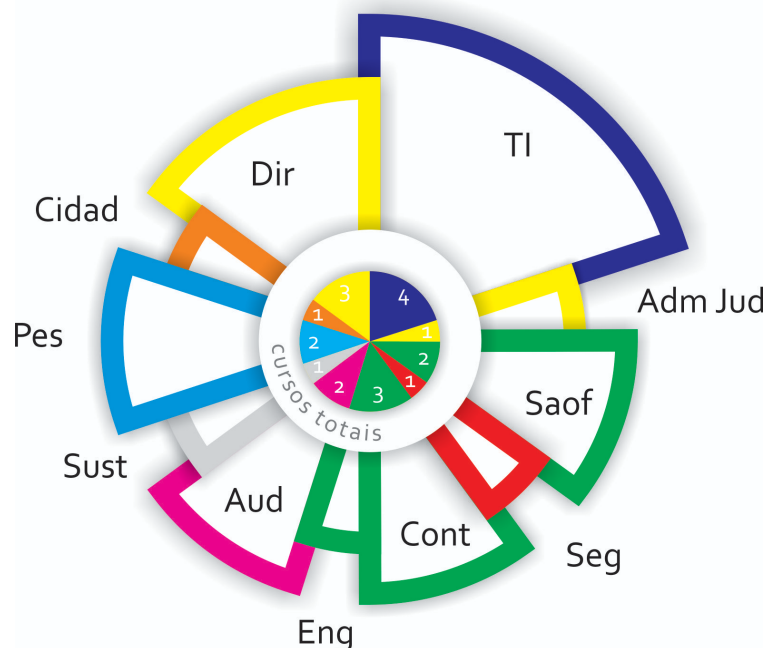 TI
Dir
Cidad
Adm Jud
Pes
Saof
Sust
Aud
Cont
Seg
Eng
3
4
1
1
2
2
1
1
2
3
cursos totais